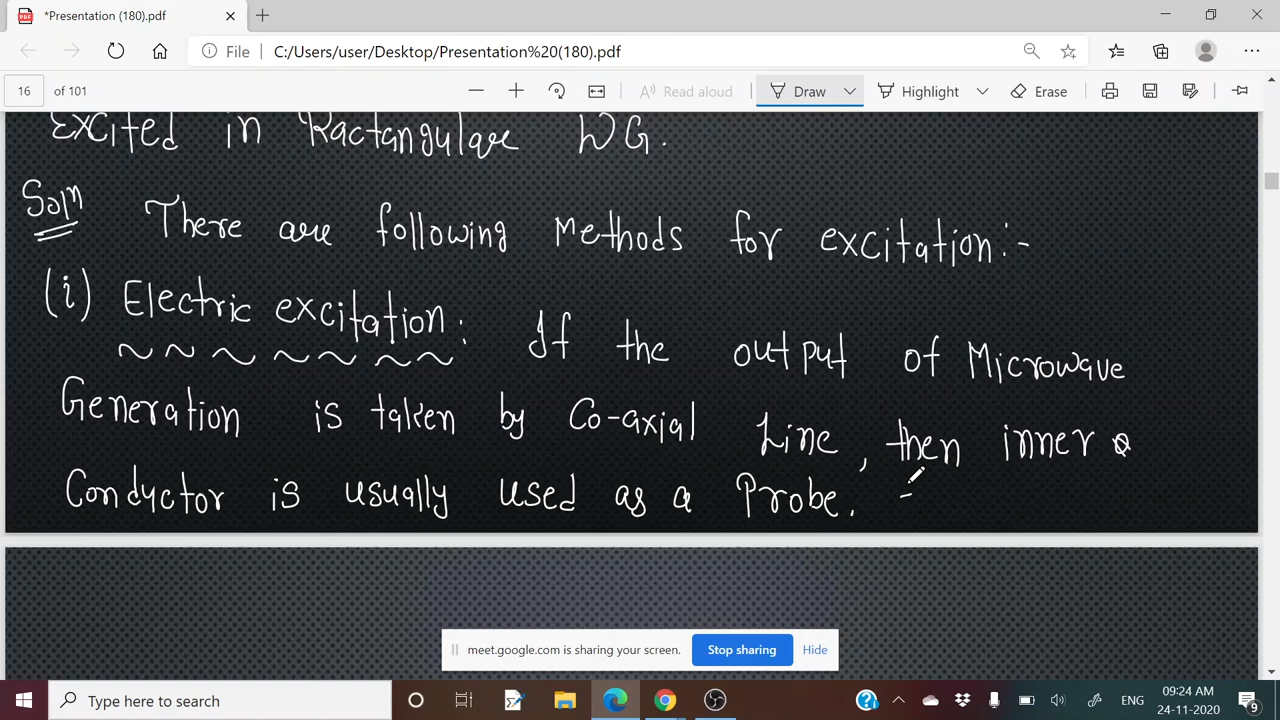 *Presentation (180).pdf
File
C:/Users/user/Desktop/Presentation%20(180).pdf
16 of 101
Read aloud
Draw
Highlight
Erase
Excited in Ractangulare WG.
Soln There are following Methods for excitation:-
(i) Electric excitation: If the output of Microwave
Generation is taken by Co-axial Line, then inner
Conductor is usually used as a Probe.
meet.google.com is sharing your screen.
Stop sharing
Hide
Type here to search
ENG
09:24 AM
24-11-2020
9